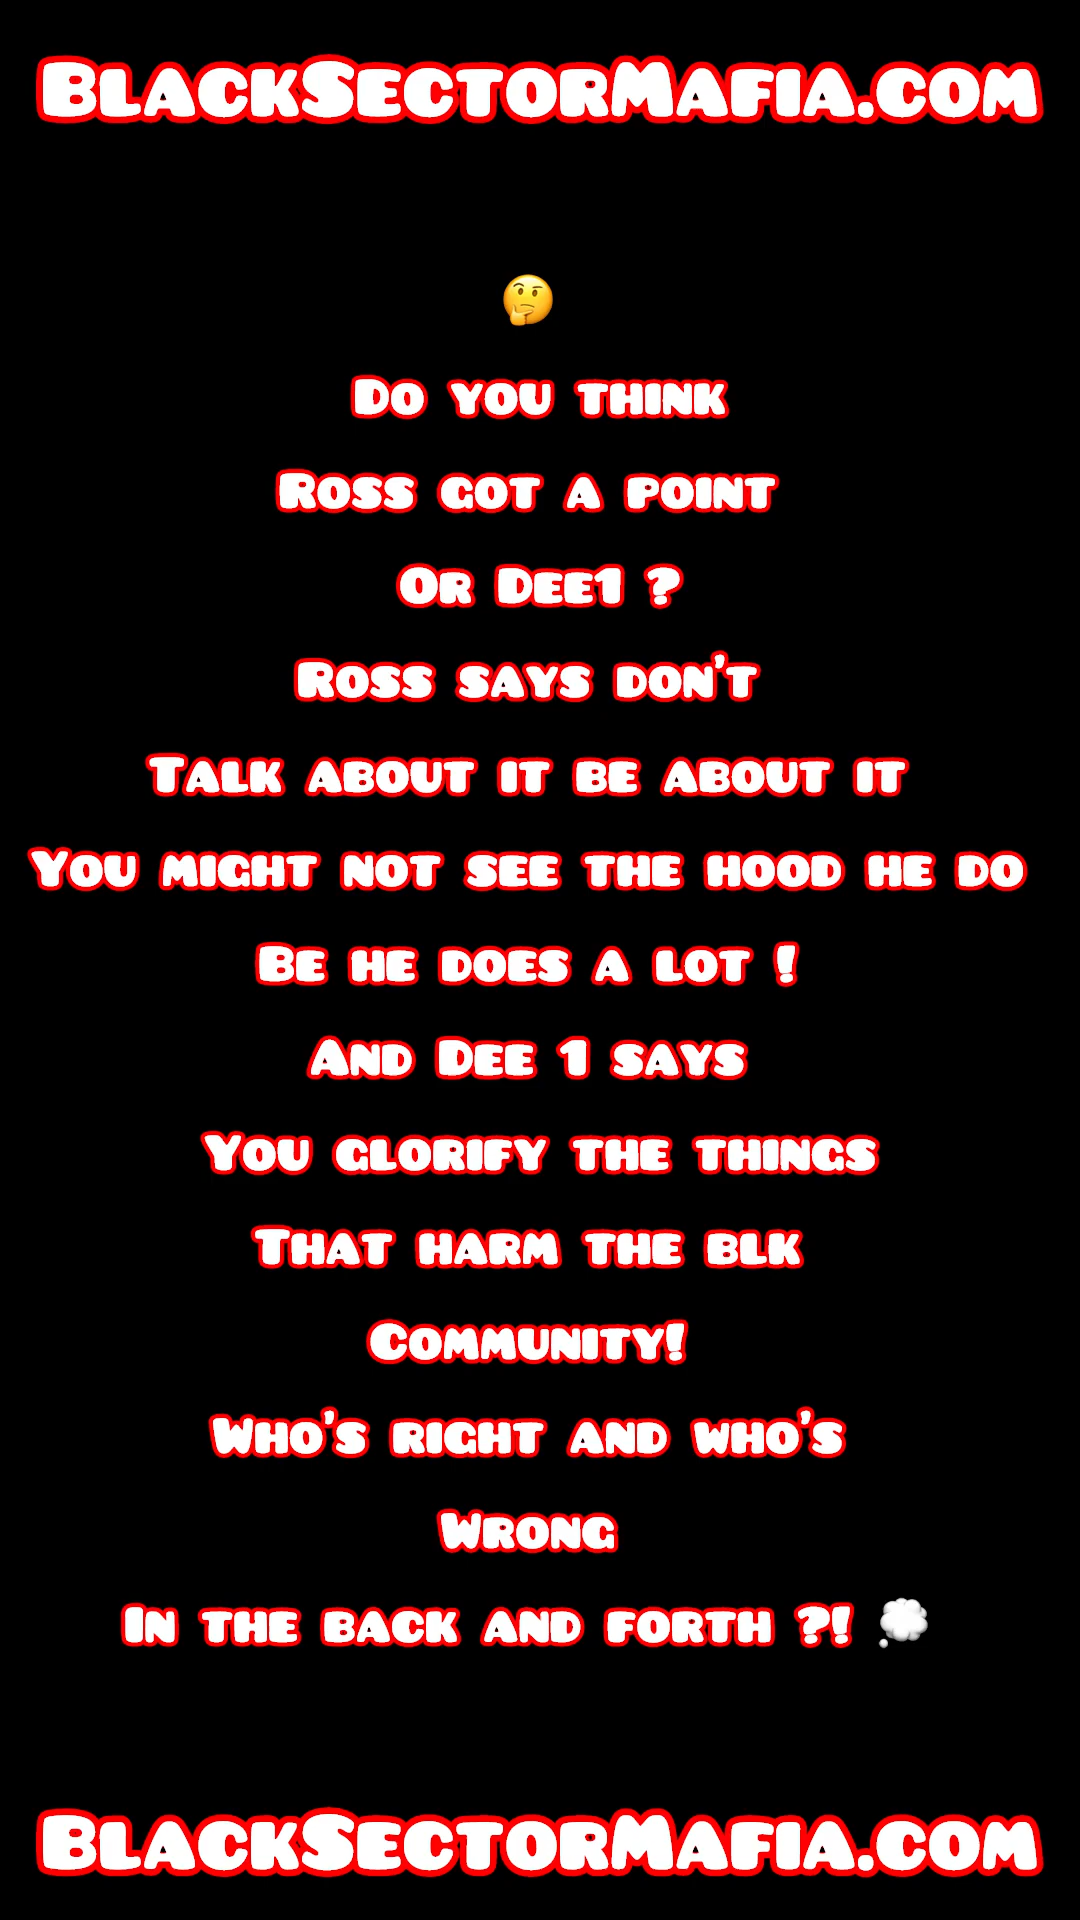 BlackSectorMafia.com
🤔
Do you think
Ross got a point
Or Dee1 ?
Ross says don't
Talk about it be about it
You might not see the hood he do
Be he does a lot !
And Dee 1 says
You glorify the things
That harm the blk
Community!
Who's right and who's
Wrong
In the back and forth ?! 💭
BlackSectorMafia.com